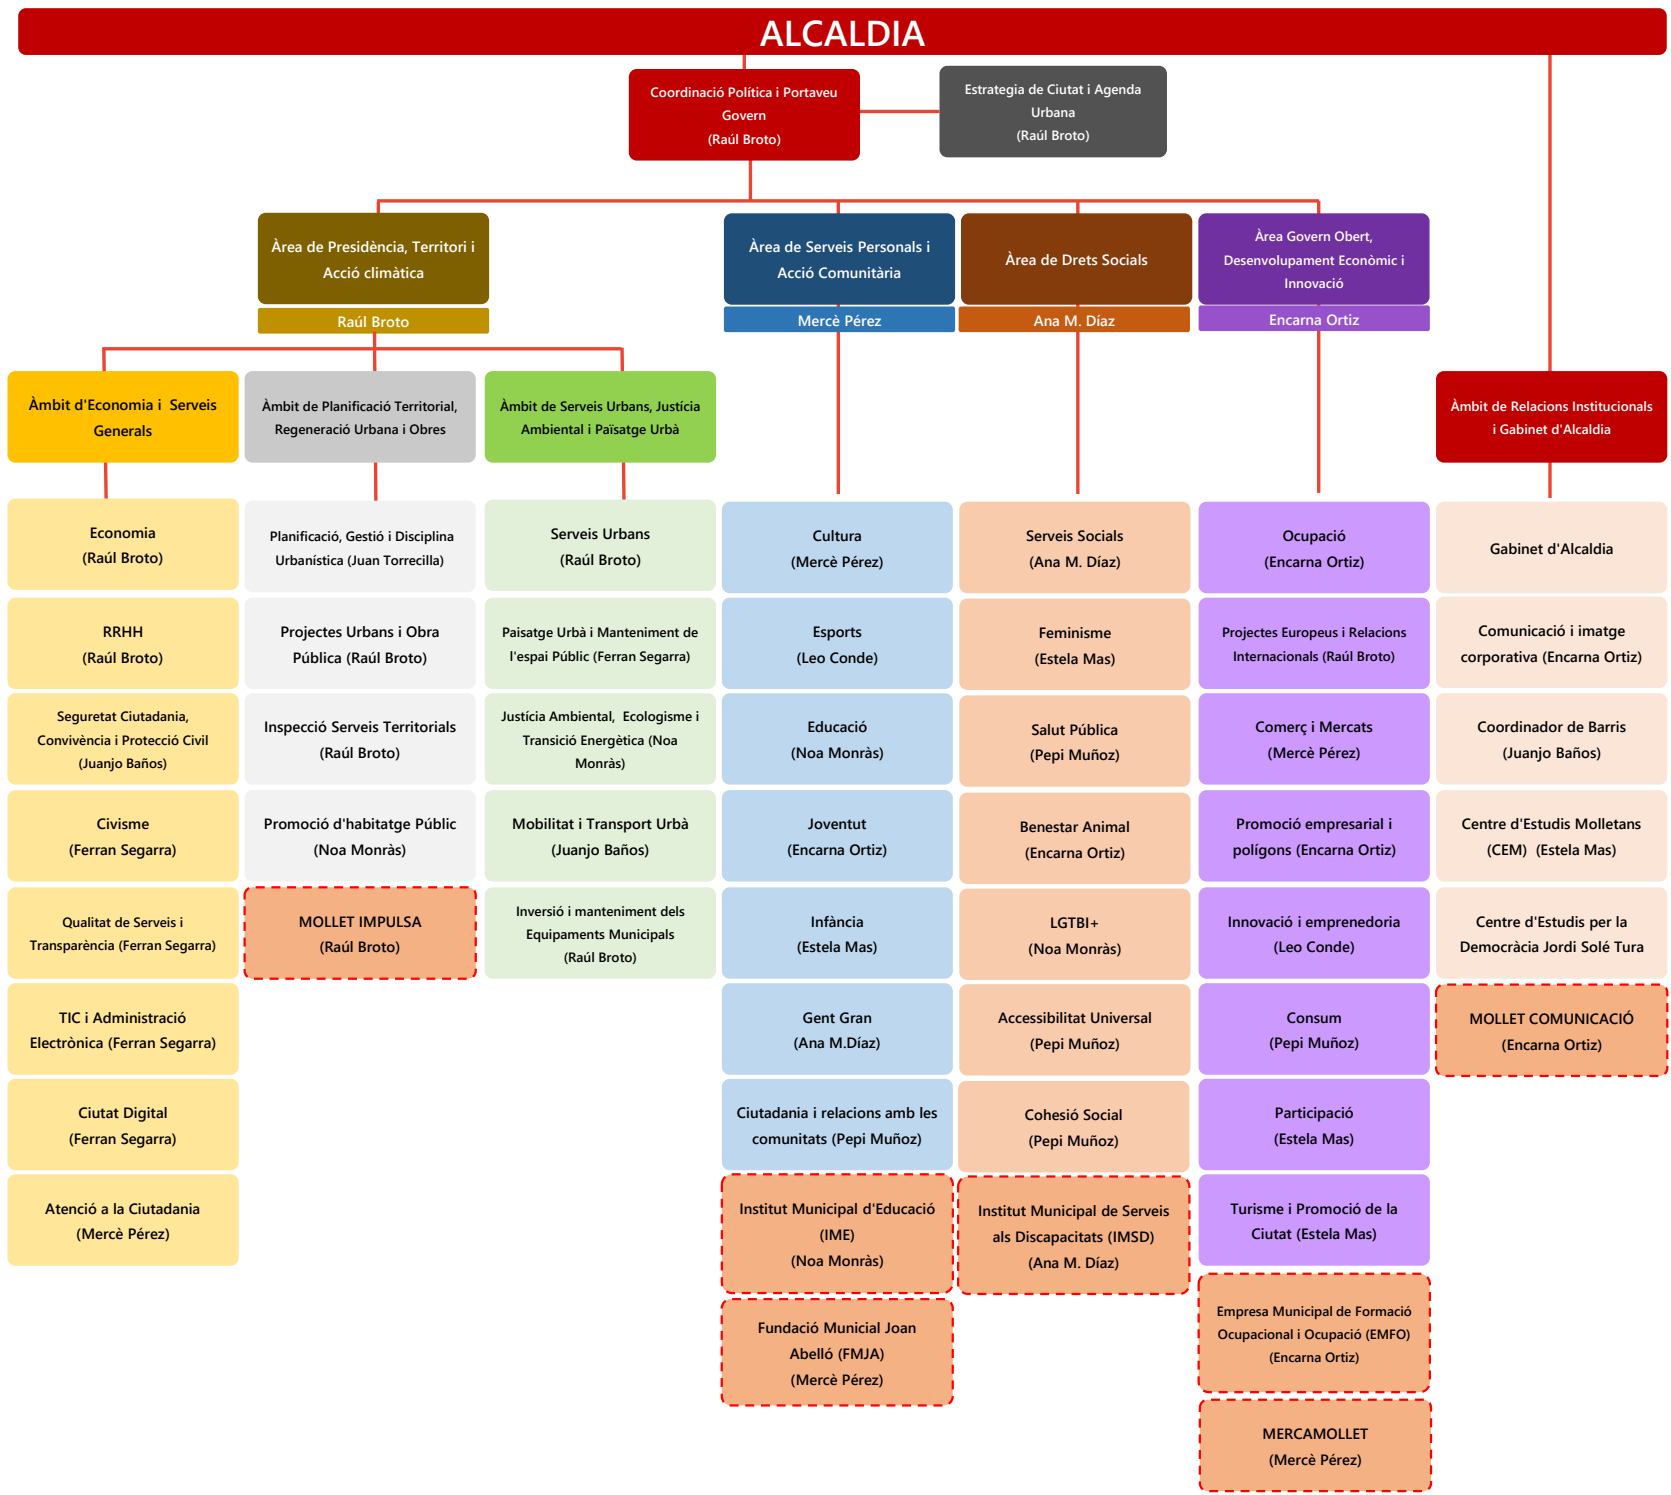 ALCALDIA
Coordinació Política i Portaveu
Govern
(Raúl Broto)
Estrategia de Ciutat i Agenda
Urbana
(Raúl Broto)
Àrea de Presidència, Territori i
Acció climàtica
Raúl Broto
Àrea de Serveis Personals i
Acció Comunitària
Mercè Pérez
Àrea de Drets Socials
Ana M. Díaz
Àrea Govern Obert,
Desenvolupament Econòmic i
Innovació
Encarna Ortiz
Àmbit d'Economia i  Serveis
Generals
Àmbit de Planificació Territorial,
Regeneració Urbana i Obres
Àmbit de Serveis Urbans, Justícia
Ambiental i Païsatge Urbà
Àmbit de Relacions Institucionals
i Gabinet d'Alcaldia
Economia
(Raúl Broto)
RRHH
(Raúl Broto)
Seguretat Ciutadania,
Convivència i Protecció Civil
(Juanjo Baños)
Civisme
(Ferran Segarra)
Qualitat de Serveis i
Transparència (Ferran Segarra)
TIC i Administració
Electrònica (Ferran Segarra)
Ciutat Digital
(Ferran Segarra)
Atenció a la Ciutadania
(Mercè Pérez)
Planificació, Gestió i Disciplina
Urbanística (Juan Torrecilla)
Projectes Urbans i Obra
Pública (Raúl Broto)
Inspecció Serveis Territorials
(Raúl Broto)
Promoció d'habitatge Públic
(Noa Monràs)
MOLLET IMPULSA
(Raúl Broto)
Serveis Urbans
(Raúl Broto)
Paisatge Urbà i Manteniment de
l'espai Públic (Ferran Segarra)
Justícia Ambiental,  Ecologisme i
Transició Energètica (Noa
Monràs)
Mobilitat i Transport Urbà
(Juanjo Baños)
Inversió i manteniment dels
Equipaments Municipals
(Raúl Broto)
Cultura
(Mercè Pérez)
Esports
(Leo Conde)
Educació
(Noa Monràs)
Joventut
(Encarna Ortiz)
Infància
(Estela Mas)
Gent Gran
(Ana M.Díaz)
Ciutadania i relacions amb les
comunitats (Pepi Muñoz)
Institut Municipal d'Educació
(IME)
(Noa Monràs)
Fundació Municial Joan
Abelló (FMJA)
(Mercè Pérez)
Serveis Socials
(Ana M. Díaz)
Feminisme
(Estela Mas)
Salut Pública
(Pepi Muñoz)
Benestar Animal
(Encarna Ortiz)
LGTBI+
(Noa Monràs)
Accessibilitat Universal
(Pepi Muñoz)
Cohesió Social
(Pepi Muñoz)
Institut Municipal de Serveis
als Discapacitats (IMSD)
(Ana M. Díaz)
Ocupació
(Encarna Ortiz)
Projectes Europeus i Relacions
Internacionals (Raúl Broto)
Comerç i Mercats
(Mercè Pérez)
Promoció empresarial i
polígons (Encarna Ortiz)
Innovació i emprenedoria
(Leo Conde)
Consum
(Pepi Muñoz)
Participació
(Estela Mas)
Turisme i Promoció de la
Ciutat (Estela Mas)
Empresa Municipal de Formació
Ocupacional i Ocupació (EMFO)
(Encarna Ortiz)
MERCAMOLLET
(Mercè Pérez)
Gabinet d'Alcaldia
Comunicació i imatge
corporativa (Encarna Ortiz)
Coordinador de Barris
(Juanjo Baños)
Centre d'Estudis Molletans
(CEM)  (Estela Mas)
Centre d'Estudis per la
Democràcia Jordi Solé Tura
MOLLET COMUNICACIÓ
(Encarna Ortiz)